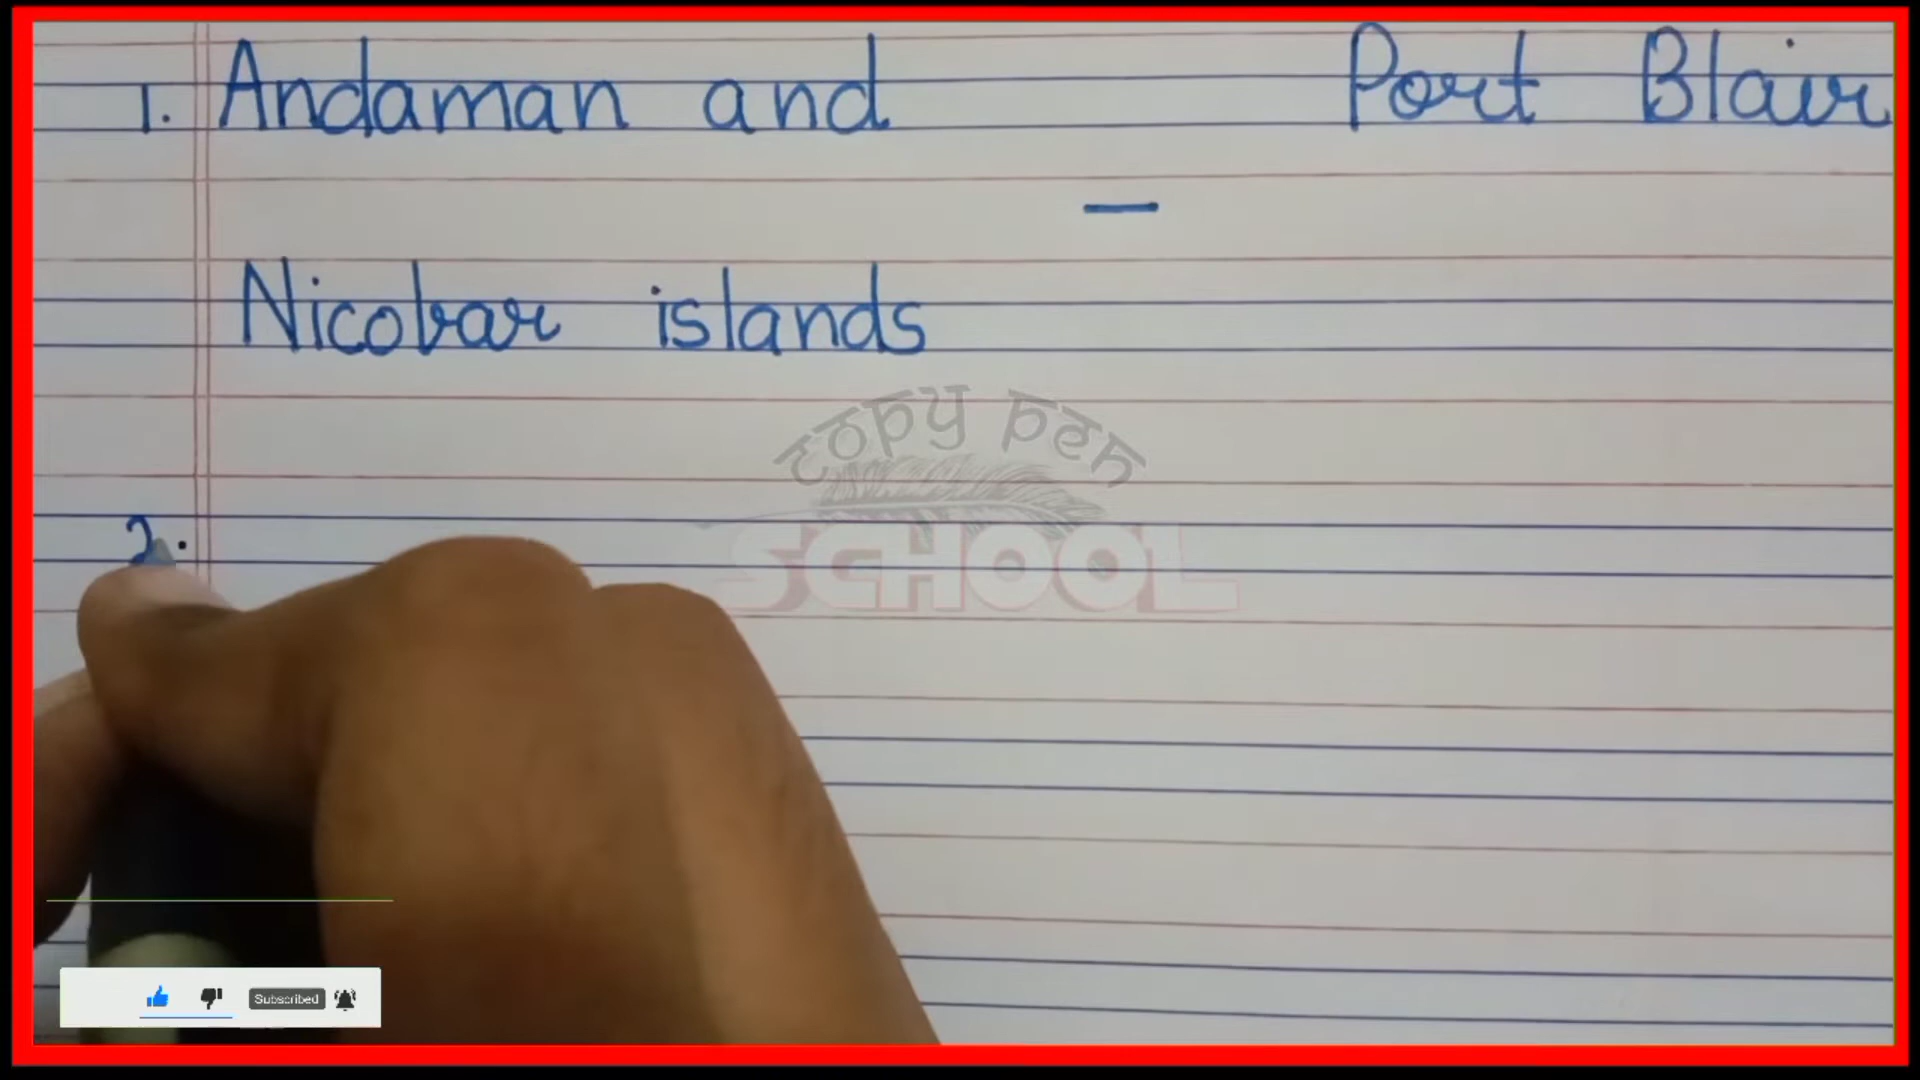 1. Andaman and Port Blair
—
Nicobar islands
copy pen
SCHOOL
2.
Subscribed